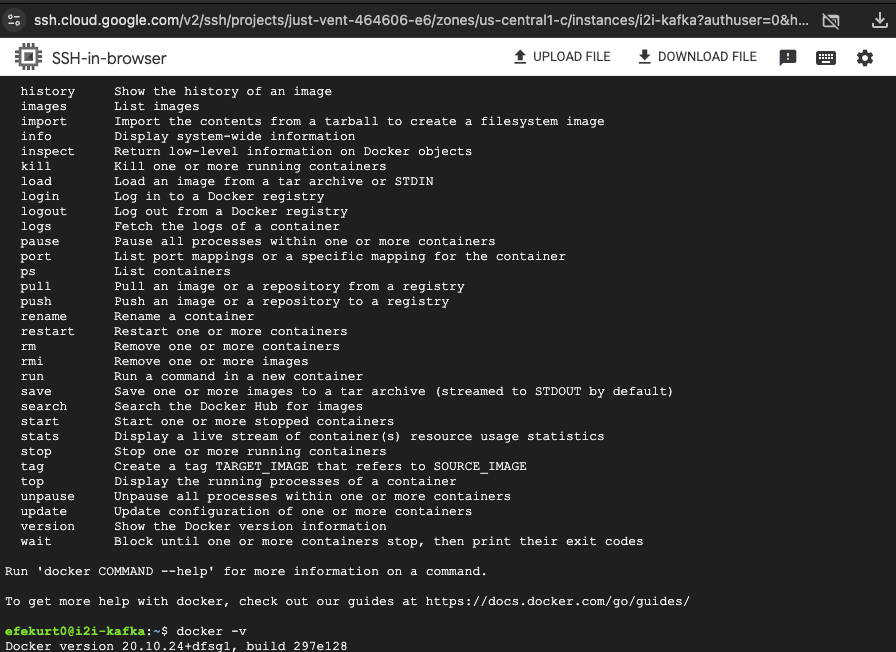 ssh.cloud.google.com/v2/ssh/projects/just-vent-464606-e6/zones/us-central1-c/instances/i2i-kafka?authuser=0&h...
SSH-in-browser
UPLOAD FILE
DOWNLOAD FILE
history Show the history of an image
images List images
import Import the contents from a tarball to create a filesystem image
info Display system-wide information
inspect Return low-level information on Docker objects
kill Kill one or more running containers
load Load an image from a tar archive or STDIN
login Log in to a Docker registry
logout Log out from a Docker registry
logs Fetch the logs of a container
pause Pause all processes within one or more containers
port List port mappings or a specific mapping for the container
ps List containers
pull Pull an image or a repository from a registry
push Push an image or a repository to a registry
rename Rename a container
restart Restart one or more containers
rm Remove one or more containers
rmi Remove one or more images
run Run a command in a new container
save Save one or more images to a tar archive (streamed to STDOUT by default)
search Search the Docker Hub for images
start Start one or more stopped containers
stats Display a live stream of container(s) resource usage statistics
stop Stop one or more running containers
tag Create a tag TARGET_IMAGE that refers to SOURCE_IMAGE
top Display the running processes of a container
unpause Unpause all processes within one or more containers
update Update configuration of one or more containers
version Show the Docker version information
wait Block until one or more containers stop, then print their exit codes
Run 'docker COMMAND --help' for more information on a command.
To get more help with docker, check out our guides at https://docs.docker.com/go/guides/
efekurt0@i2i-kafka:~$ docker -v
Docker version 20.10.24+dfsg1, build 297e128